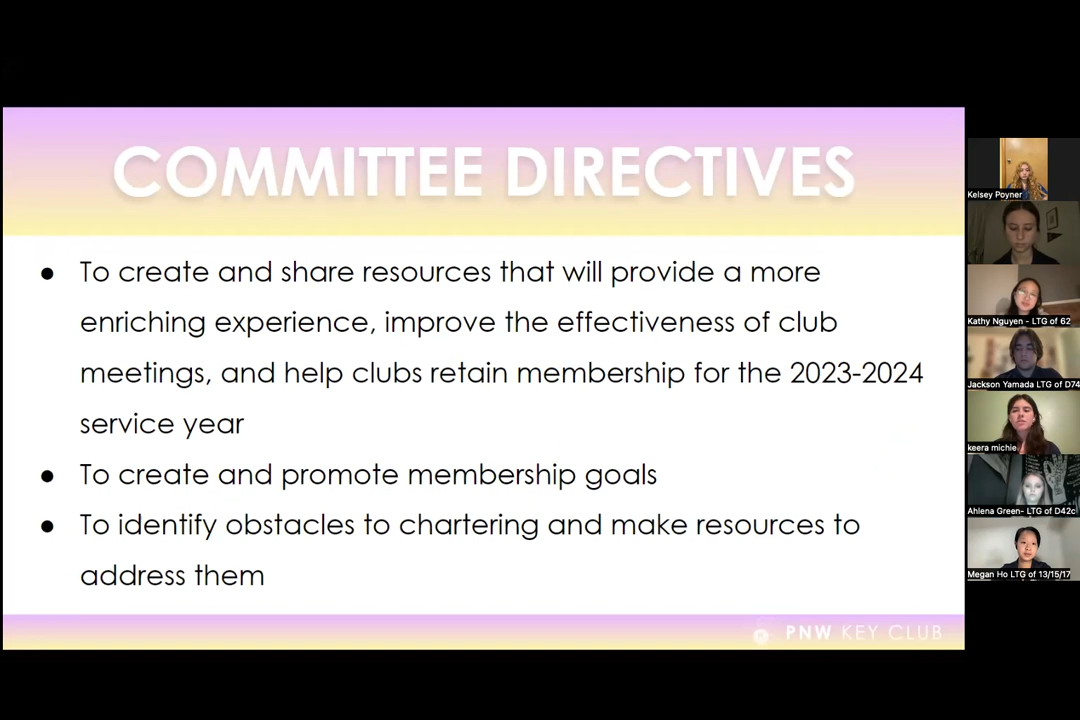 COMMITTEE DIRECTIVES
● To create and share resources that will provide a more
enriching experience, improve the effectiveness of club
meetings, and help clubs retain membership for the 2023-2024
service year
● To create and promote membership goals
● To identify obstacles to chartering and make resources to
address them
PNW KEY CLUB
Kelsey Poyner
Kathy Nguyen - LTG of 62
Jackson Yamada LTG of D74
keera michie
Ahlena Green- LTG of D42c
Megan Ho LTG of 13/15/17